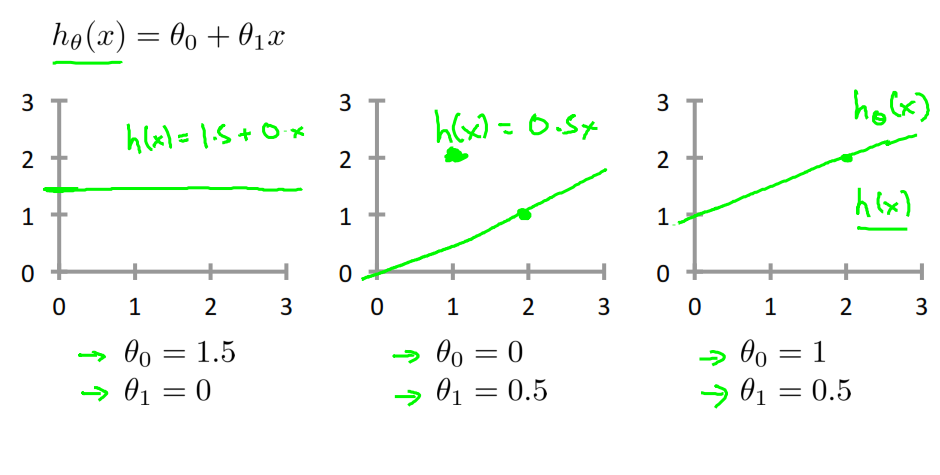 hθ(x) = θ₀ + θ₁x
3
2
1
0
0 1 2 3
h(x) = 1.5 + 0·x
θ₀ = 1.5
θ₁ = 0
3
2
1
0
0 1 2 3
h(x) = 0.5x
θ₀ = 0
θ₁ = 0.5
3
2
1
0
0 1 2 3
hθ(x)
h(x)
θ₀ = 1
θ₁ = 0.5